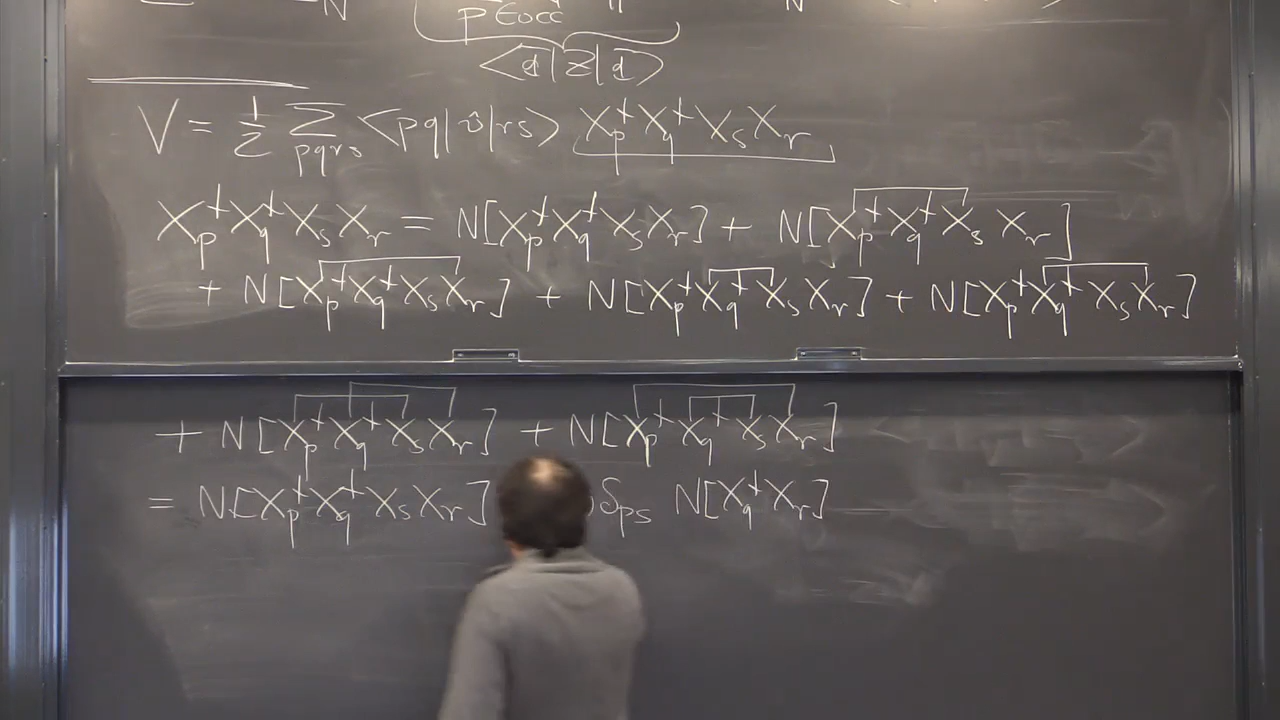 N
p∈occ
N
<q|z|q>
V = 1/2 Σ_{pqrs} <pq|v̂|rs> X_p^† X_q^† X_s X_r
X_p^† X_q^† X_s X_r = N[X_p^† X_q^† X_s X_r] + N[X_p^† X_q^† X_s X_r]
+ N[X_p^† X_q^† X_s X_r] + N[X_p^† X_q^† X_s X_r] + N[X_p^† X_q^† X_s X_r]
+ N[X_p^† X_q^† X_s X_r] + N[X_p^† X_q^† X_s X_r]
= N[X_p^† X_q^† X_s X_r] ) δ_{ps} N[X_q^† X_r]